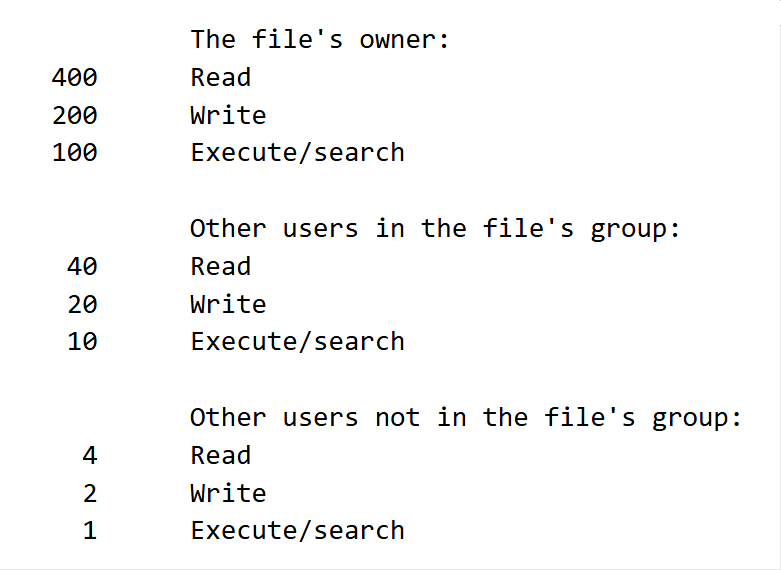 The file's owner:
400 Read
200 Write
100 Execute/search
Other users in the file's group:
40 Read
20 Write
10 Execute/search
Other users not in the file's group:
4 Read
2 Write
1 Execute/search